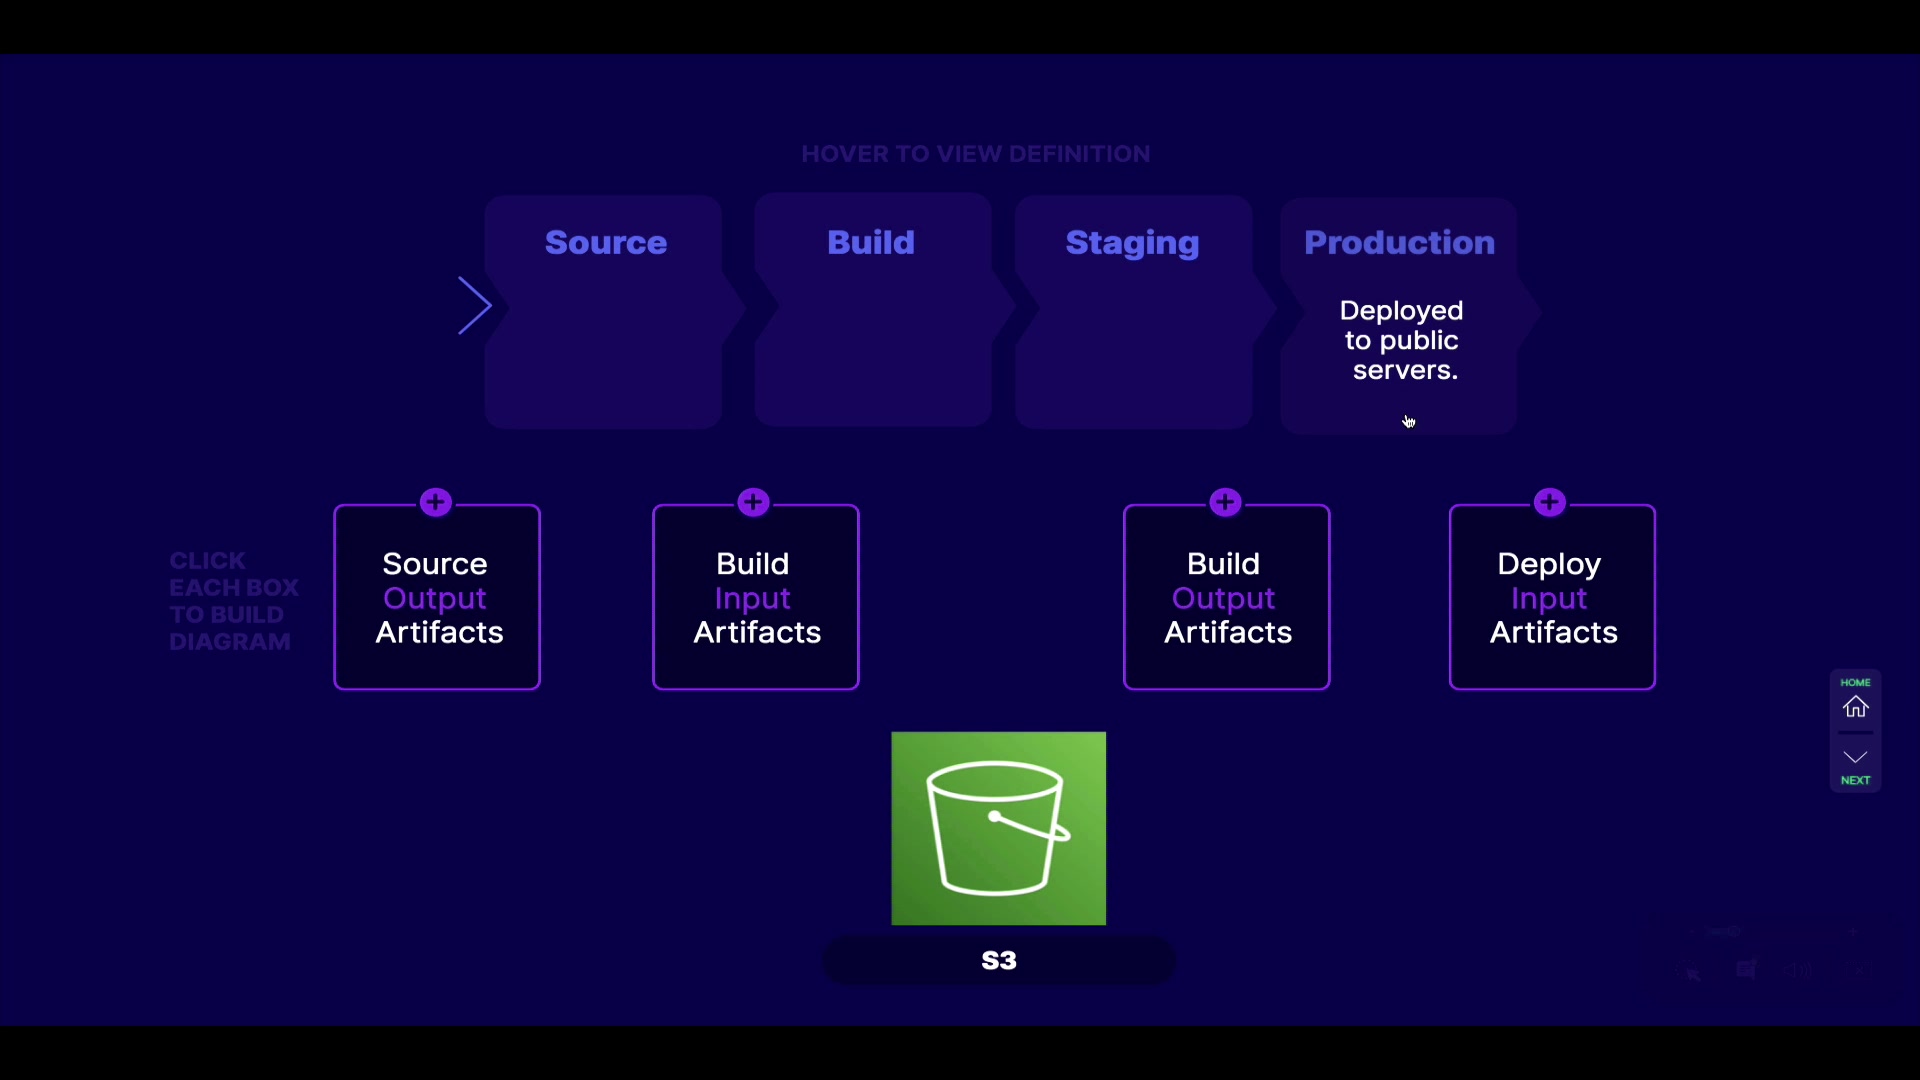 HOVER TO VIEW DEFINITION
Source
Build
Staging
Production
Deployed
to public
servers.
CLICK
EACH BOX
TO BUILD
DIAGRAM
Source
Output
Artifacts
Build
Input
Artifacts
Build
Output
Artifacts
Deploy
Input
Artifacts
HOME
NEXT
S3